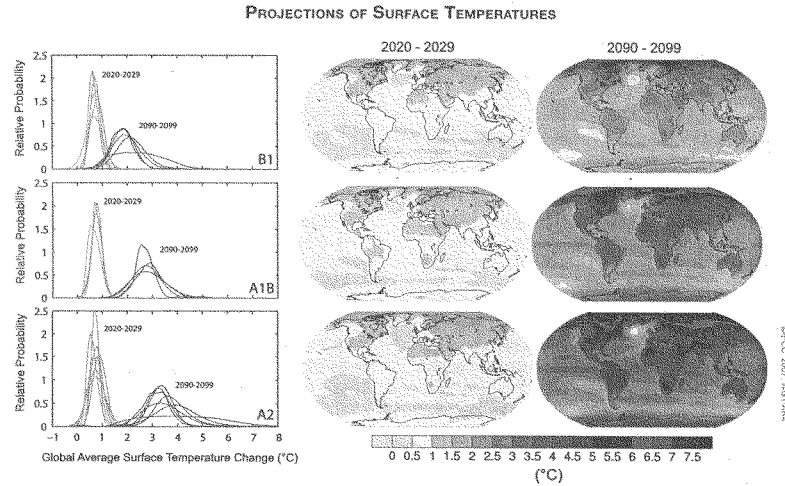 PROJECTIONS OF SURFACE TEMPERATURES
2020 - 2029
2090 - 2099
Relative Probability
2.5
2
1.5
1
0.5
0
2020-2029
2090-2099
B1
Relative Probability
2.5
2
1.5
1
0.5
0
2020-2029
2090-2099
A1B
Relative Probability
2.5
2
1.5
1
0.5
0
2020-2029
2090-2099
A2
−1 0 1 2 3 4 5 6 7 8
Global Average Surface Temperature Change (°C)
0 0.5 1 1.5 2 2.5 3 3.5 4 4.5 5 5.5 6 6.5 7 7.5
(°C)